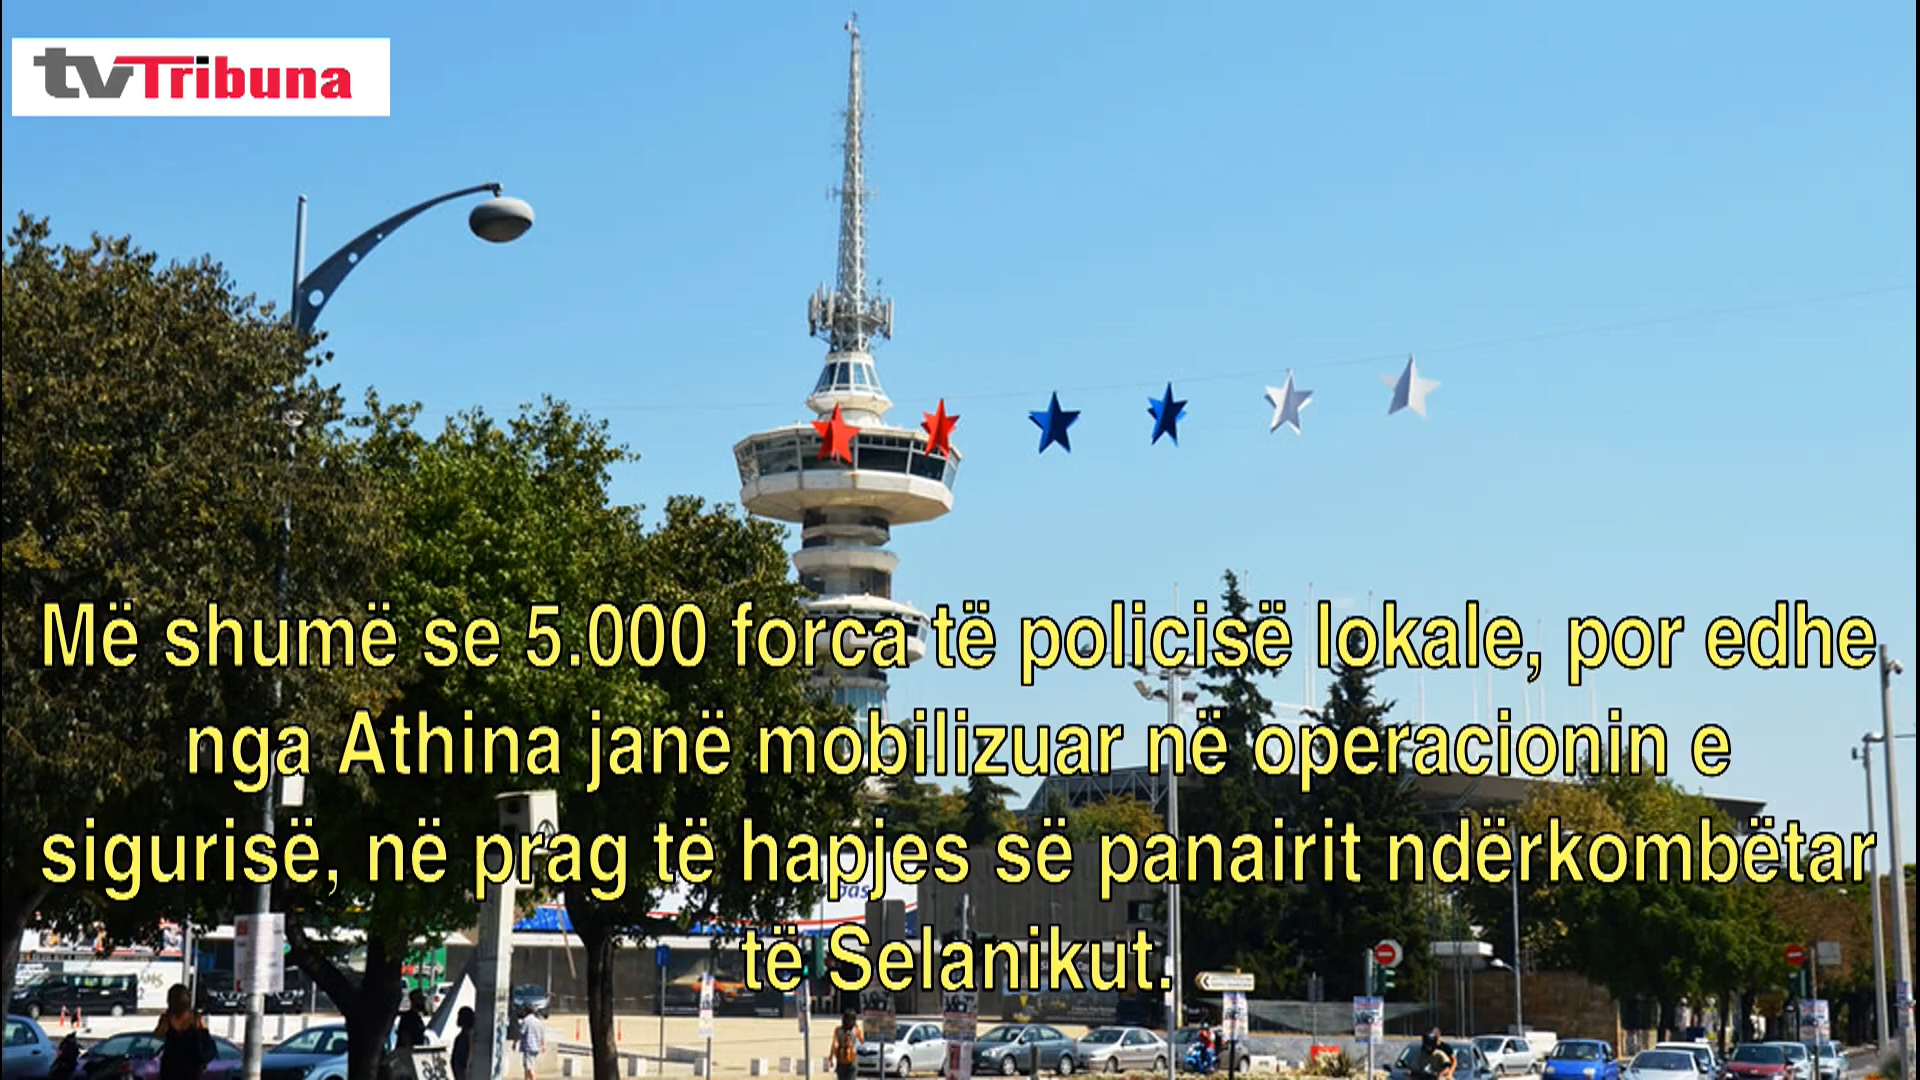 tvTribuna
Më shumë se 5.000 forca të policisë lokale, por edhe
nga Athina janë mobilizuar në operacionin e
sigurisë, në prag të hapjes së panairit ndërkombëtar
të Selanikut.